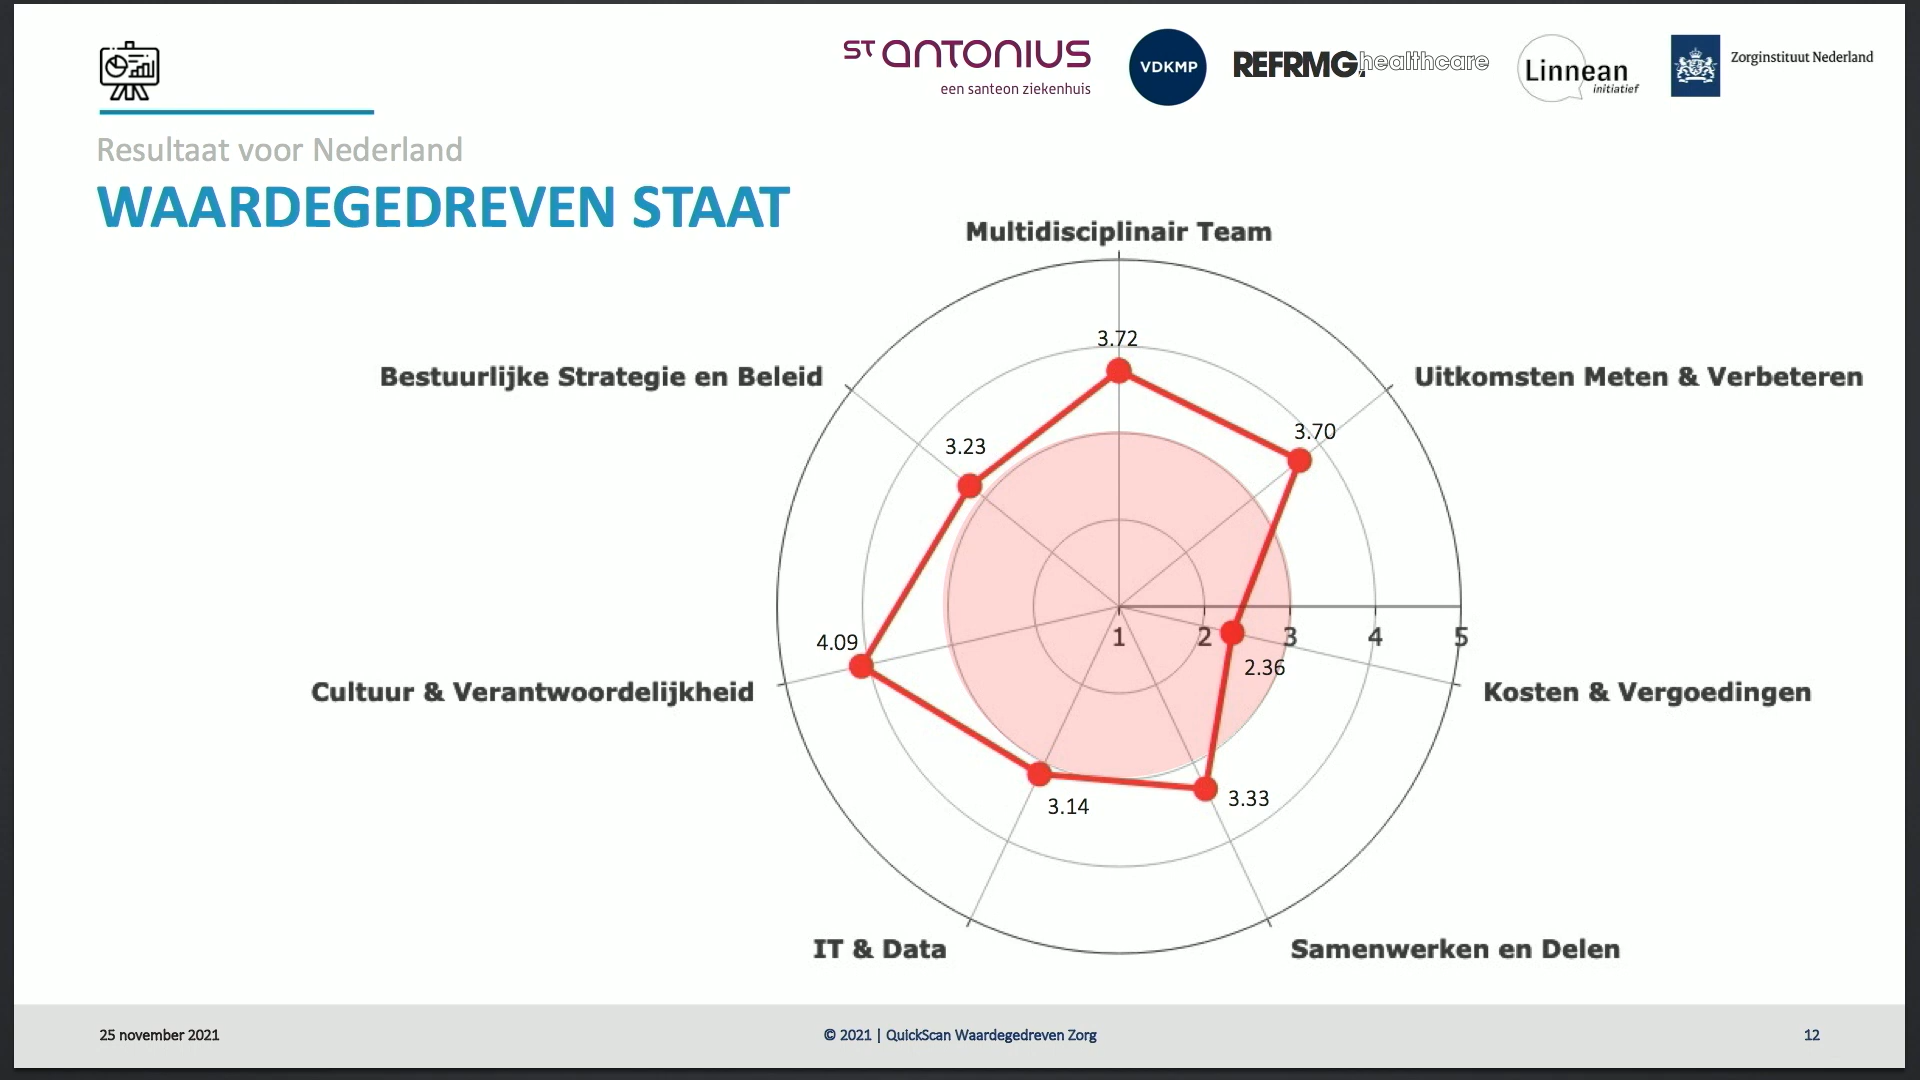 ST ANTONIUS
een santeon ziekenhuis
VDKMP
REFRMG.healthcare
Linnean
initiatief
Zorginstituut Nederland
Resultaat voor Nederland
WAARDEGEDREVEN STAAT
Multidisciplinair Team
3.72
Bestuurlijke Strategie en Beleid
Uitkomsten Meten & Verbeteren
3.70
3.23
1 2 3 4 5
4.09
2.36
Cultuur & Verantwoordelijkheid
Kosten & Vergoedingen
3.14
3.33
IT & Data
Samenwerken en Delen
25 november 2021
© 2021 | QuickScan Waardegedreven Zorg
12